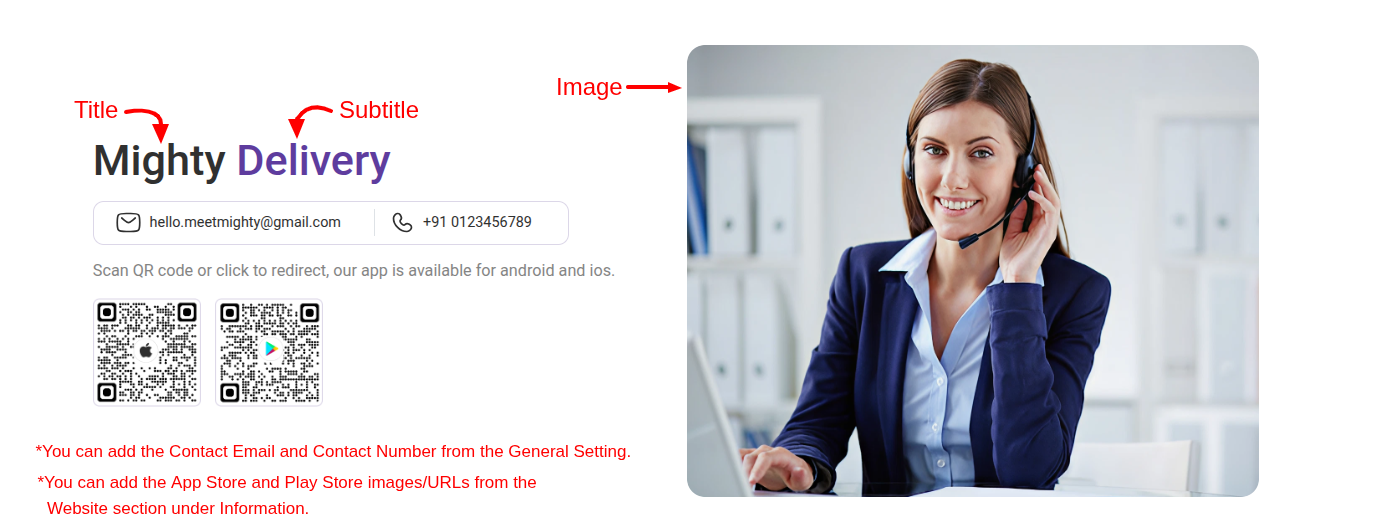 Image
Title
Subtitle
Mighty Delivery
hello.meetmighty@gmail.com
+91 0123456789
Scan QR code or click to redirect, our app is available for android and ios.
*You can add the Contact Email and Contact Number from the General Setting.
*You can add the App Store and Play Store images/URLs from the
Website section under Information.